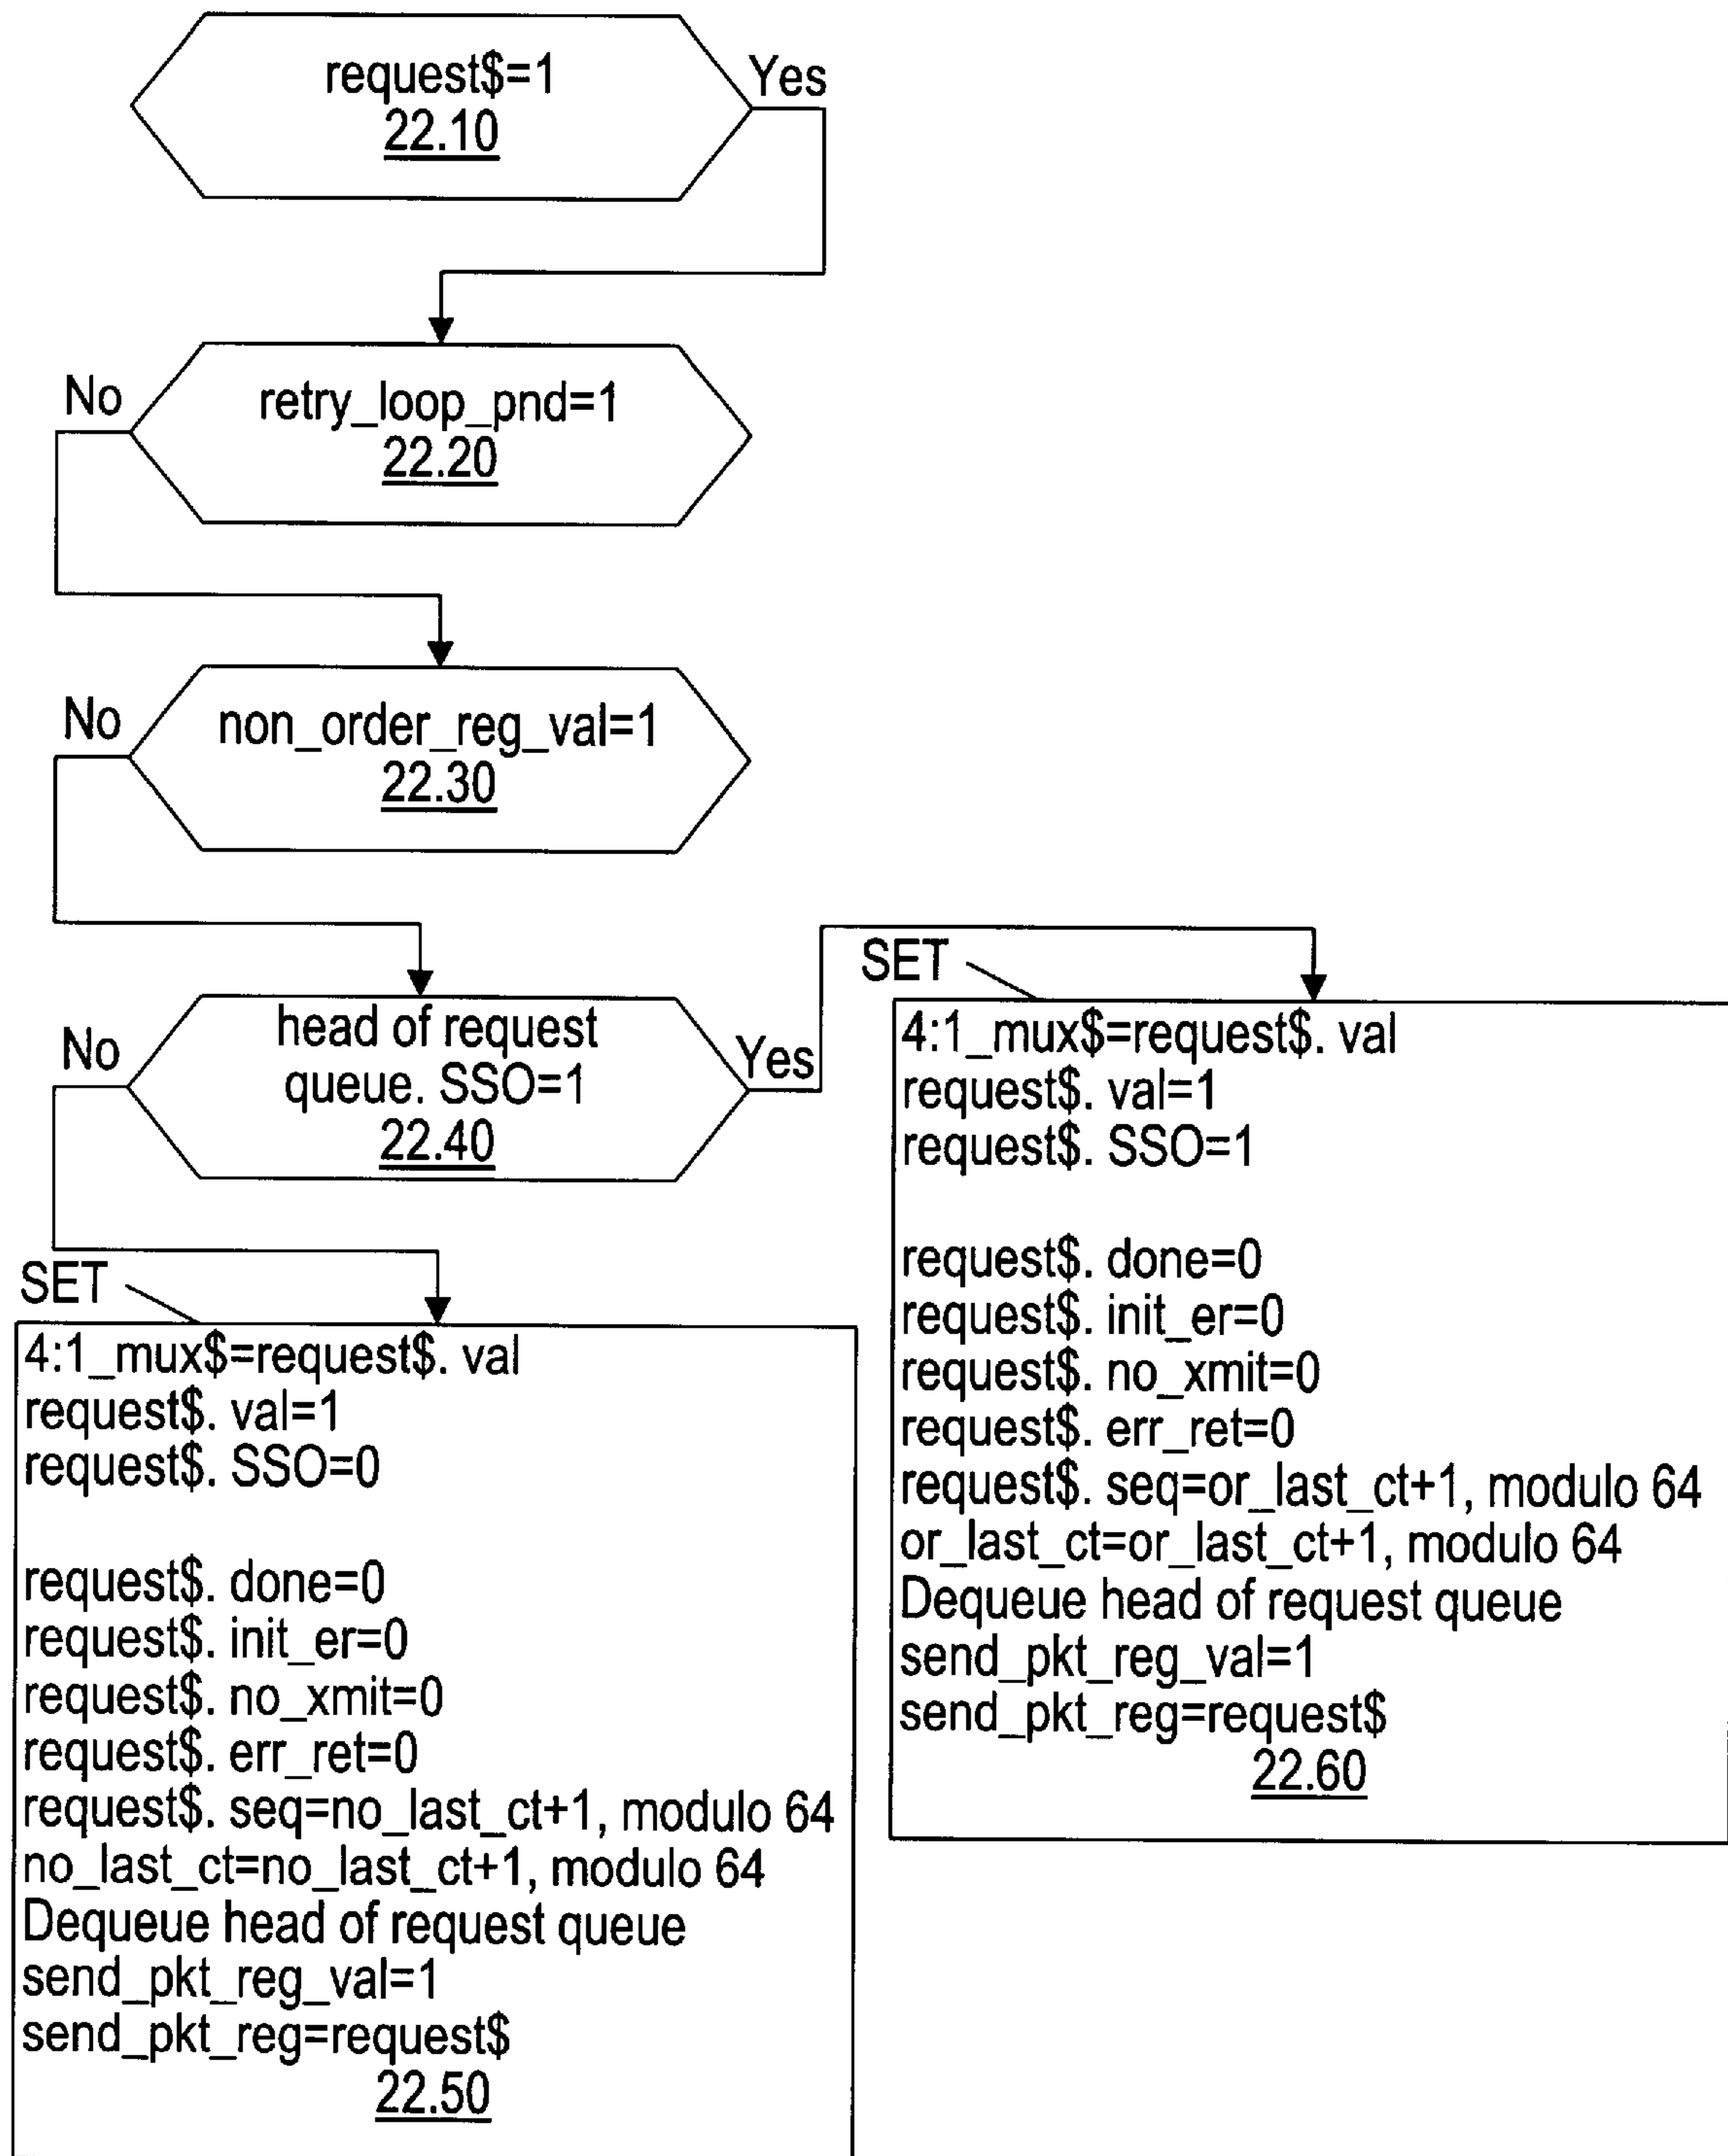 request$=1
22.10
Yes
No
retry_loop_pnd=1
22.20
No
non_order_reg_val=1
22.30
No
head of request
queue. SSO=1
22.40
Yes
SET
4:1_mux$=request$. val
request$. val=1
request$. SSO=1
request$. done=0
request$. init_er=0
request$. no_xmit=0
request$. err_ret=0
request$. seq=or_last_ct+1, modulo 64
or_last_ct=or_last_ct+1, modulo 64
Dequeue head of request queue
send_pkt_reg_val=1
send_pkt_reg=request$
22.60
SET
4:1_mux$=request$. val
request$. val=1
request$. SSO=0
request$. done=0
request$. init_er=0
request$. no_xmit=0
request$. err_ret=0
request$. seq=no_last_ct+1, modulo 64
no_last_ct=no_last_ct+1, modulo 64
Dequeue head of request queue
send_pkt_reg_val=1
send_pkt_reg=request$
22.50